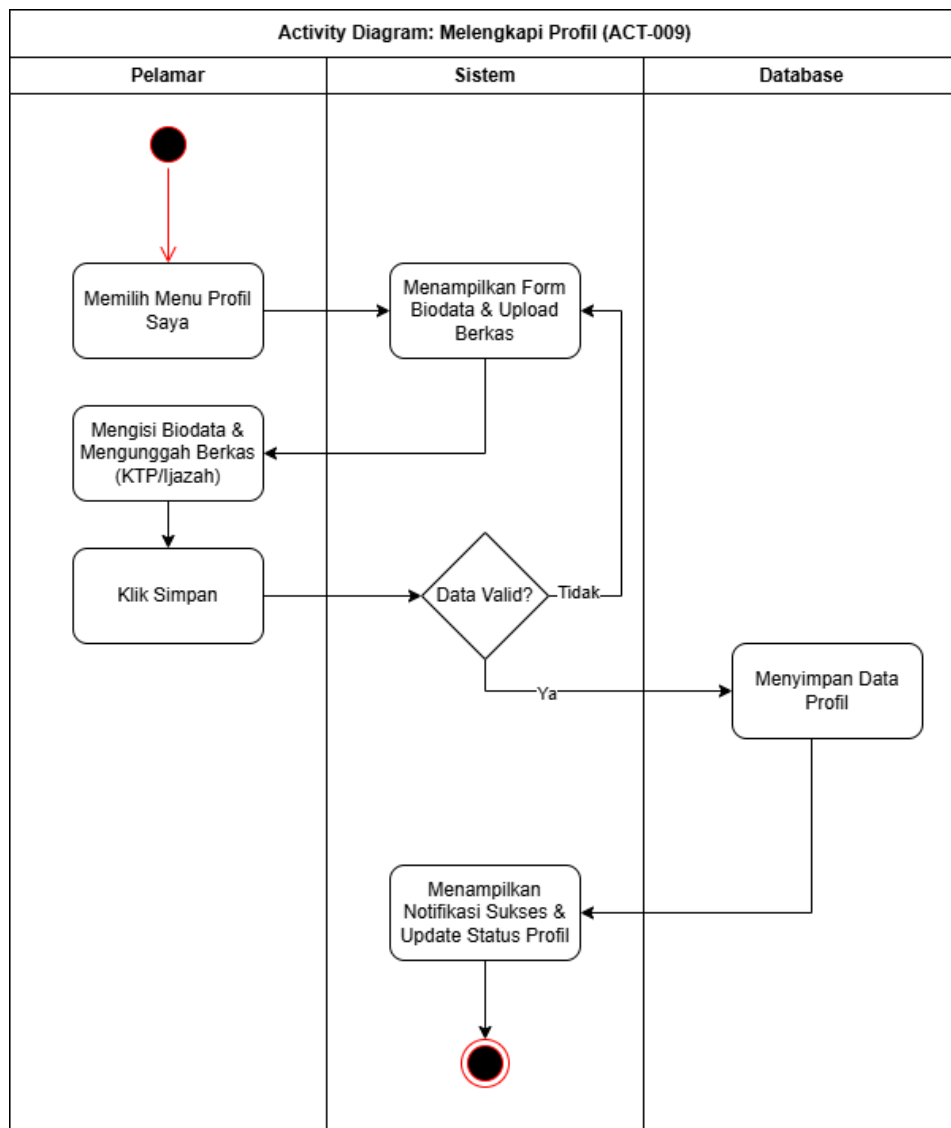 Activity Diagram: Melengkapi Profil (ACT-009)
Pelamar
Sistem
Database
Memilih Menu Profil
Saya
Menampilkan Form
Biodata & Upload
Berkas
Mengisi Biodata &
Mengunggah Berkas
(KTP/Ijazah)
Klik Simpan
Data Valid?
Tidak
Ya
Menyimpan Data
Profil
Menampilkan
Notifikasi Sukses &
Update Status Profil